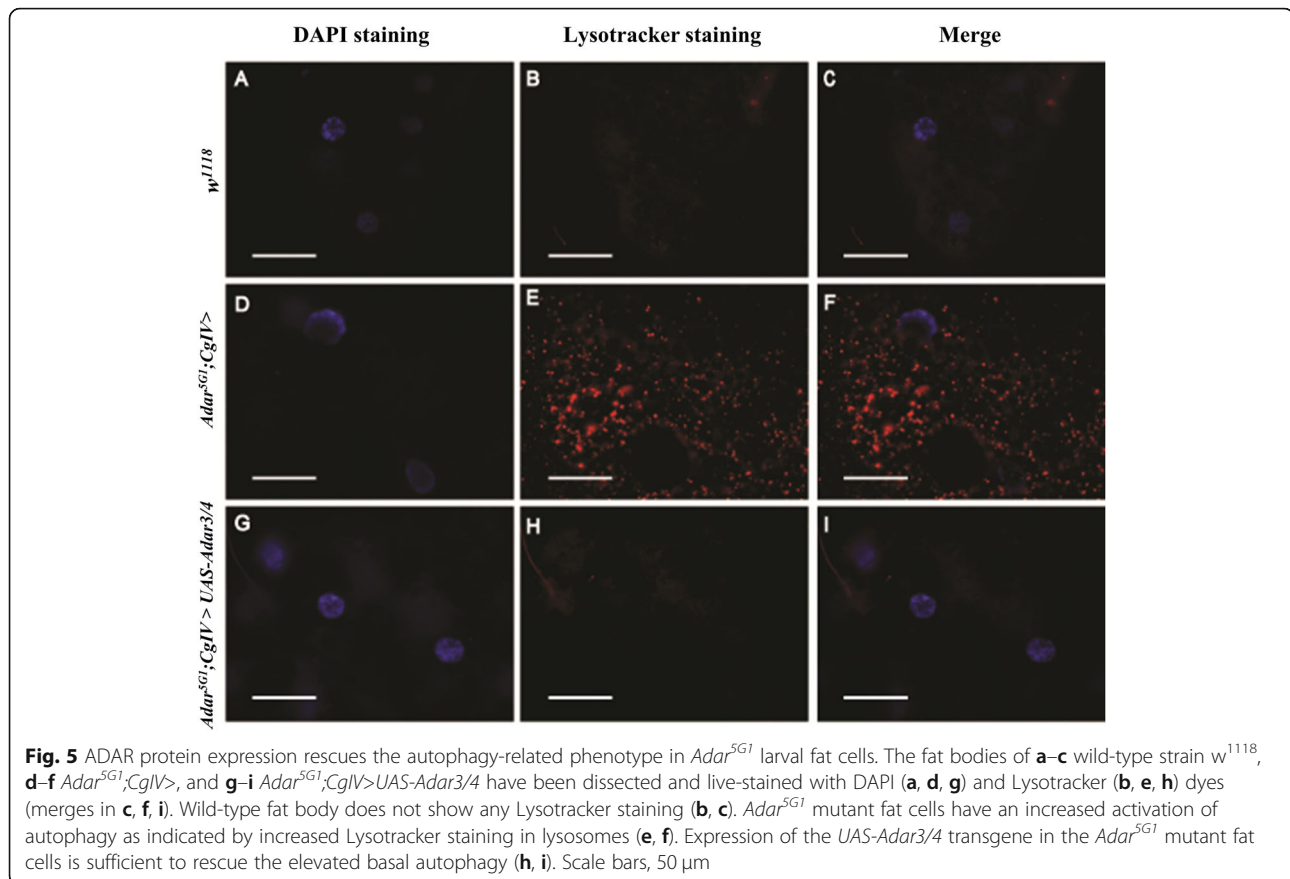 DAPI staining Lysotracker staining Merge
A B C
w¹¹¹⁸
D E F
Adar⁵ᴳ¹;CgIV>
G H I
Adar⁵ᴳ¹;CgIV > UAS-Adar3/4
Fig. 5 ADAR protein expression rescues the autophagy-related phenotype in Adar⁵ᴳ¹ larval fat cells. The fat bodies of a–c wild-type strain w¹¹¹⁸,
d–f Adar⁵ᴳ¹;CgIV>, and g–i Adar⁵ᴳ¹;CgIV>UAS-Adar3/4 have been dissected and live-stained with DAPI (a, d, g) and Lysotracker (b, e, h) dyes
(merges in c, f, i). Wild-type fat body does not show any Lysotracker staining (b, c). Adar⁵ᴳ¹ mutant fat cells have an increased activation of
autophagy as indicated by increased Lysotracker staining in lysosomes (e, f). Expression of the UAS-Adar3/4 transgene in the Adar⁵ᴳ¹ mutant fat
cells is sufficient to rescue the elevated basal autophagy (h, i). Scale bars, 50 μm